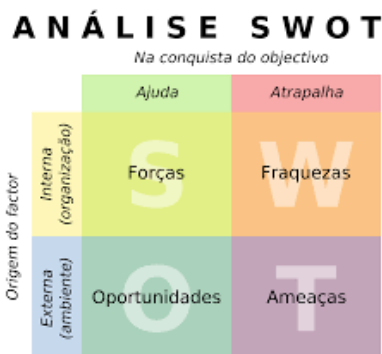 ANÁLISE SWOT
Na conquista do objectivo
Ajuda
Atrapalha
Origem do factor
Interna
(organização)
S
Forças
W
Fraquezas
Externa
(ambiente)
O
Oportunidades
T
Ameaças